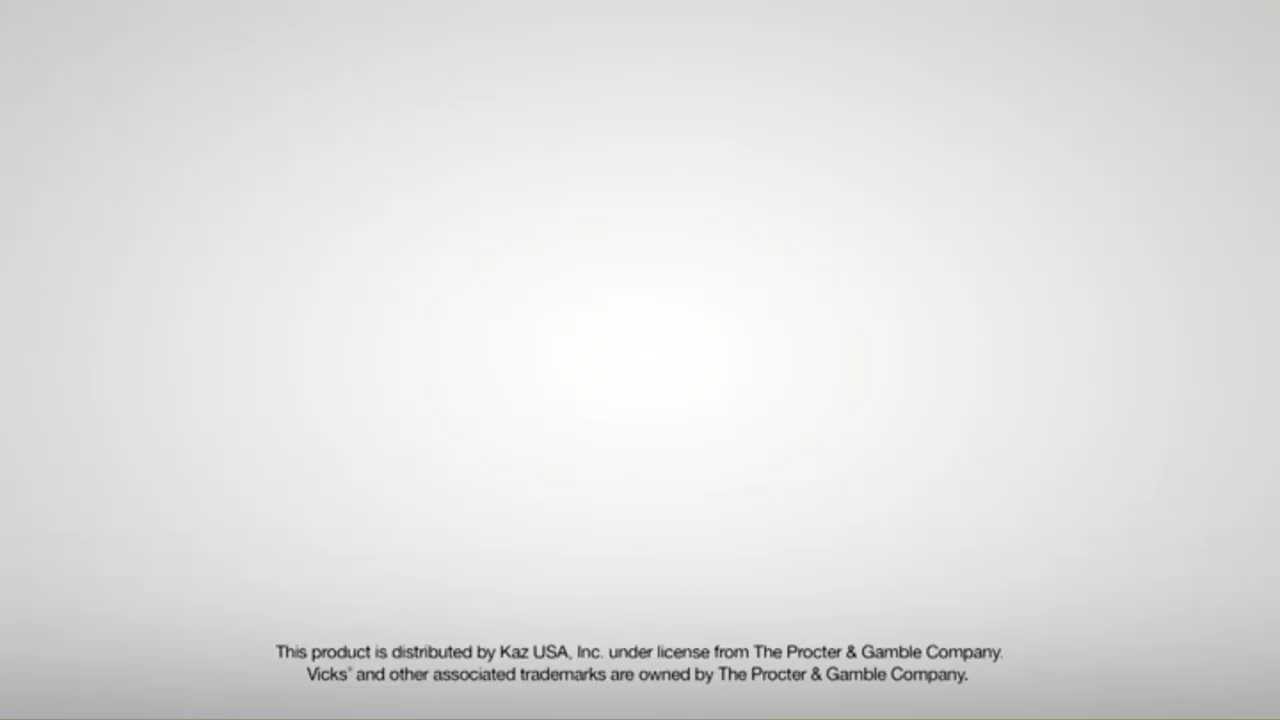 This product is distributed by Kaz USA, Inc. under license from The Procter & Gamble Company.
Vicks® and other associated trademarks are owned by The Procter & Gamble Company.